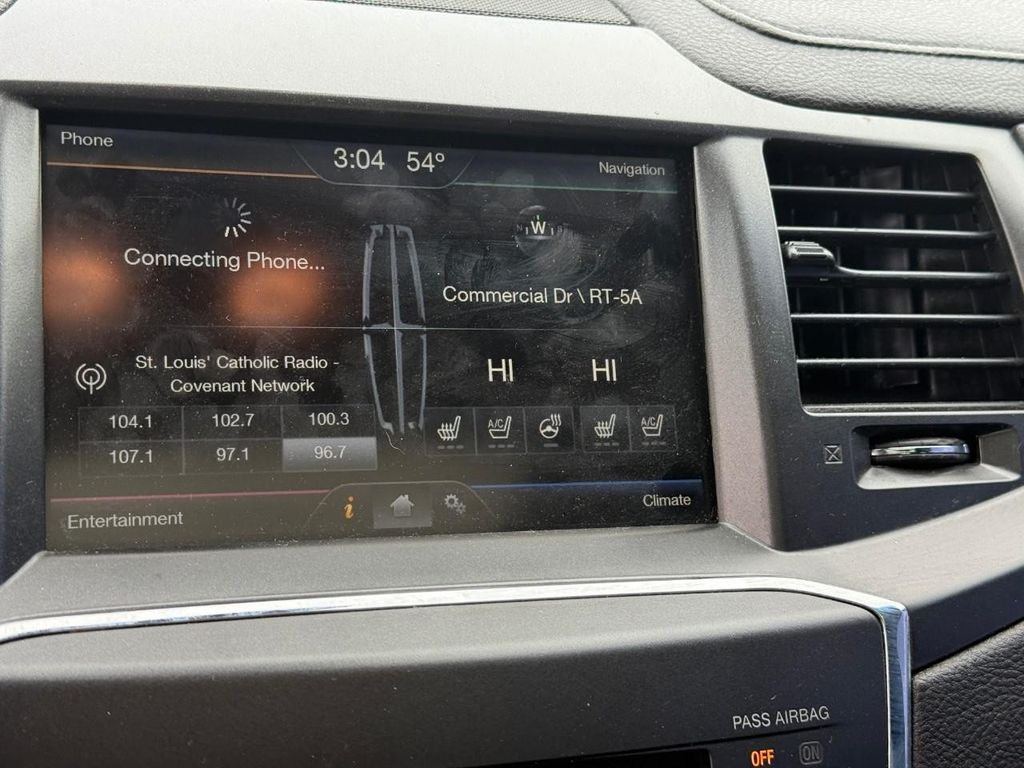 Phone
3:04 54°
Navigation
Connecting Phone...
W
Commercial Dr \ RT-5A
St. Louis' Catholic Radio -
Covenant Network
HI HI
104.1 102.7 100.3
107.1 97.1 96.7
A/C A/C
Entertainment
i
Climate
PASS AIRBAG
OFF ON